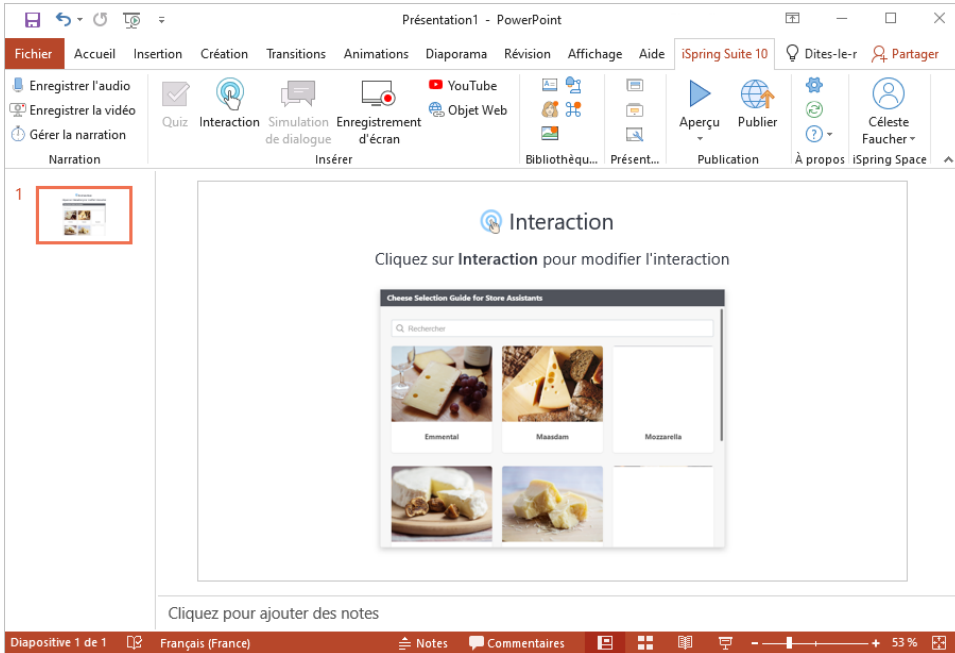 Présentation1 - PowerPoint
Fichier Accueil Insertion Création Transitions Animations Diaporama Révision Affichage Aide iSpring Suite 10 Dites-le-r Partager
Enregistrer l'audio
Enregistrer la vidéo
Gérer la narration
Narration
Quiz
Interaction
Simulation
de dialogue
Enregistrement
d'écran
YouTube
Objet Web
Insérer
Bibliothèqu...
Présent...
Aperçu
Publier
Publication
À propos
Céleste
Faucher
iSpring Space
1
Interaction
Cliquez sur Interaction pour modifier l'interaction
Cheese Selection Guide for Store Assistants
Rechercher
Emmental Maasdam Mozzarella
Cliquez pour ajouter des notes
Diapositive 1 de 1 Français (France) Notes Commentaires 53 %